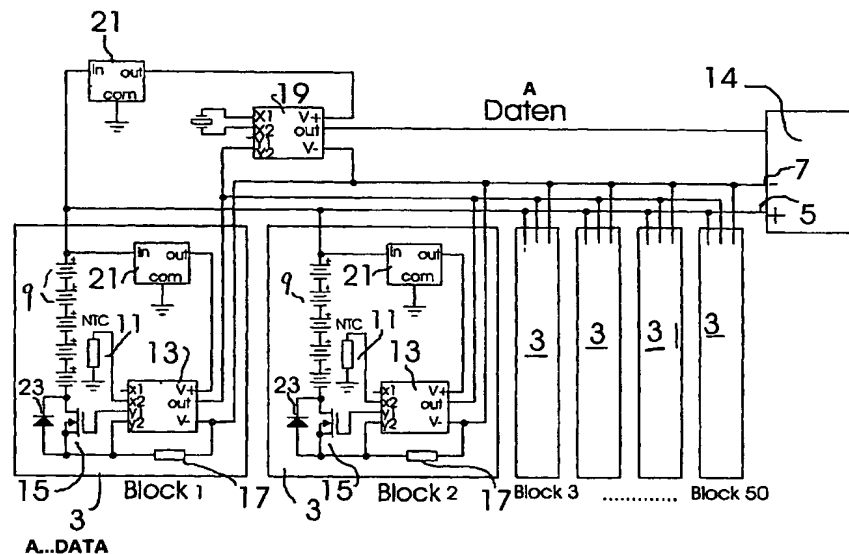 21
In out
com
19
X1 V+
X2 out
Y1
Y2 V-
A
Daten
14
7
-
5
+
In out
21 com
9
NTC 11
13
X1 V+
X2 out
Y1
Y2 V-
23
15
3
Block 1
17
In out
21 com
9
NTC 11
13
X1 V+
X2 out
Y1
Y2 V-
23
3
15
Block 2
17
3 3 3 3
Block 3 ............. Block 50
A...DATA